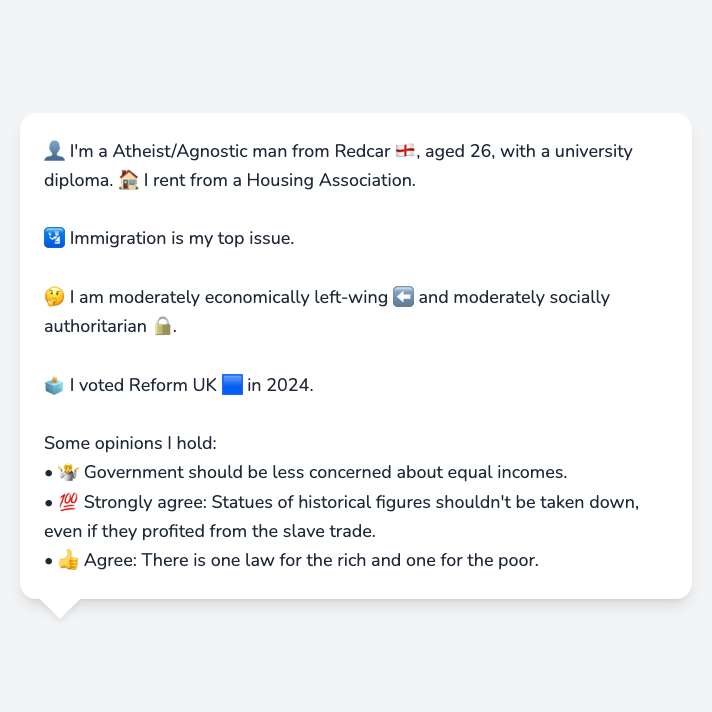 👤 I'm a Atheist/Agnostic man from Redcar 🏴󠁧󠁢󠁥󠁮󠁧󠁿, aged 26, with a university
diploma. 🏠 I rent from a Housing Association.
🛂 Immigration is my top issue.
🤔 I am moderately economically left-wing ⬅️ and moderately socially
authoritarian 🔒.
🗳️ I voted Reform UK 🟦 in 2024.
Some opinions I hold:
• 🤷 Government should be less concerned about equal incomes.
• 💯 Strongly agree: Statues of historical figures shouldn't be taken down,
even if they profited from the slave trade.
• 👍 Agree: There is one law for the rich and one for the poor.